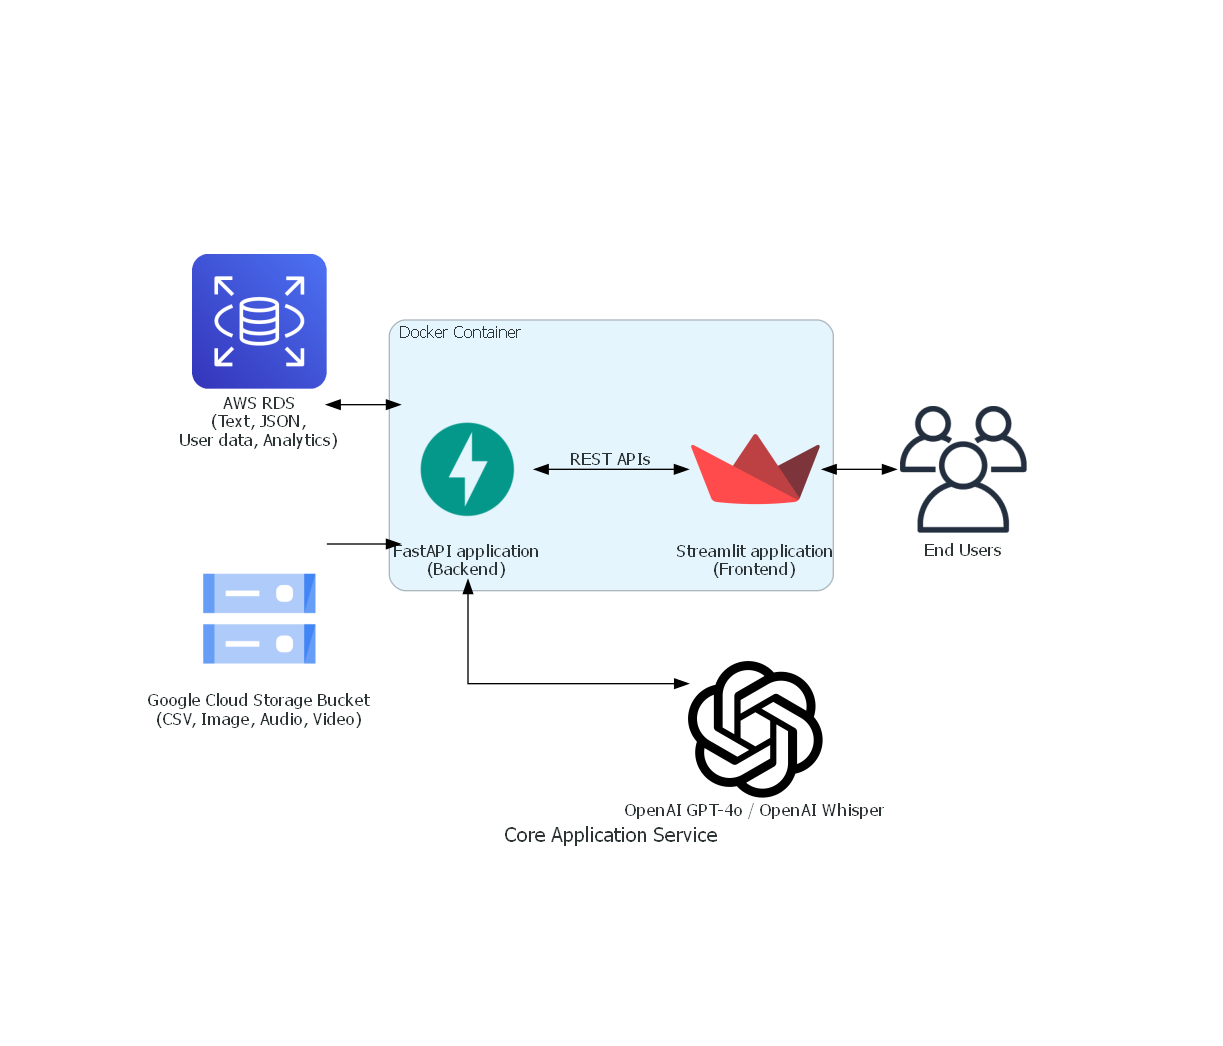 Docker Container
AWS RDS
(Text, JSON,
User data, Analytics)
REST APIs
FastAPI application
(Backend)
Streamlit application
(Frontend)
End Users
Google Cloud Storage Bucket
(CSV, Image, Audio, Video)
OpenAI GPT-4o / OpenAI Whisper
Core Application Service